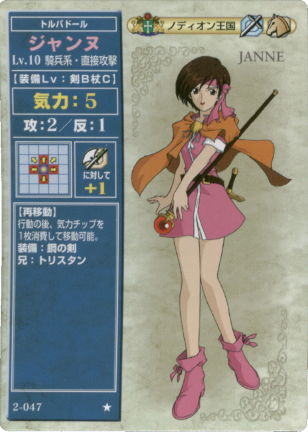 トルバドール
ジャンヌ
Lv.10 騎兵系・直接攻撃
【装備Lv:剣B杖C】
気力:5
攻:2/反:1
に対して
+1
【再移動】
行動の後、気力チップを
1枚消費して移動可能。
装備:鋼の剣
兄:トリスタン
2-047
★
ノディオン王国
JANNE